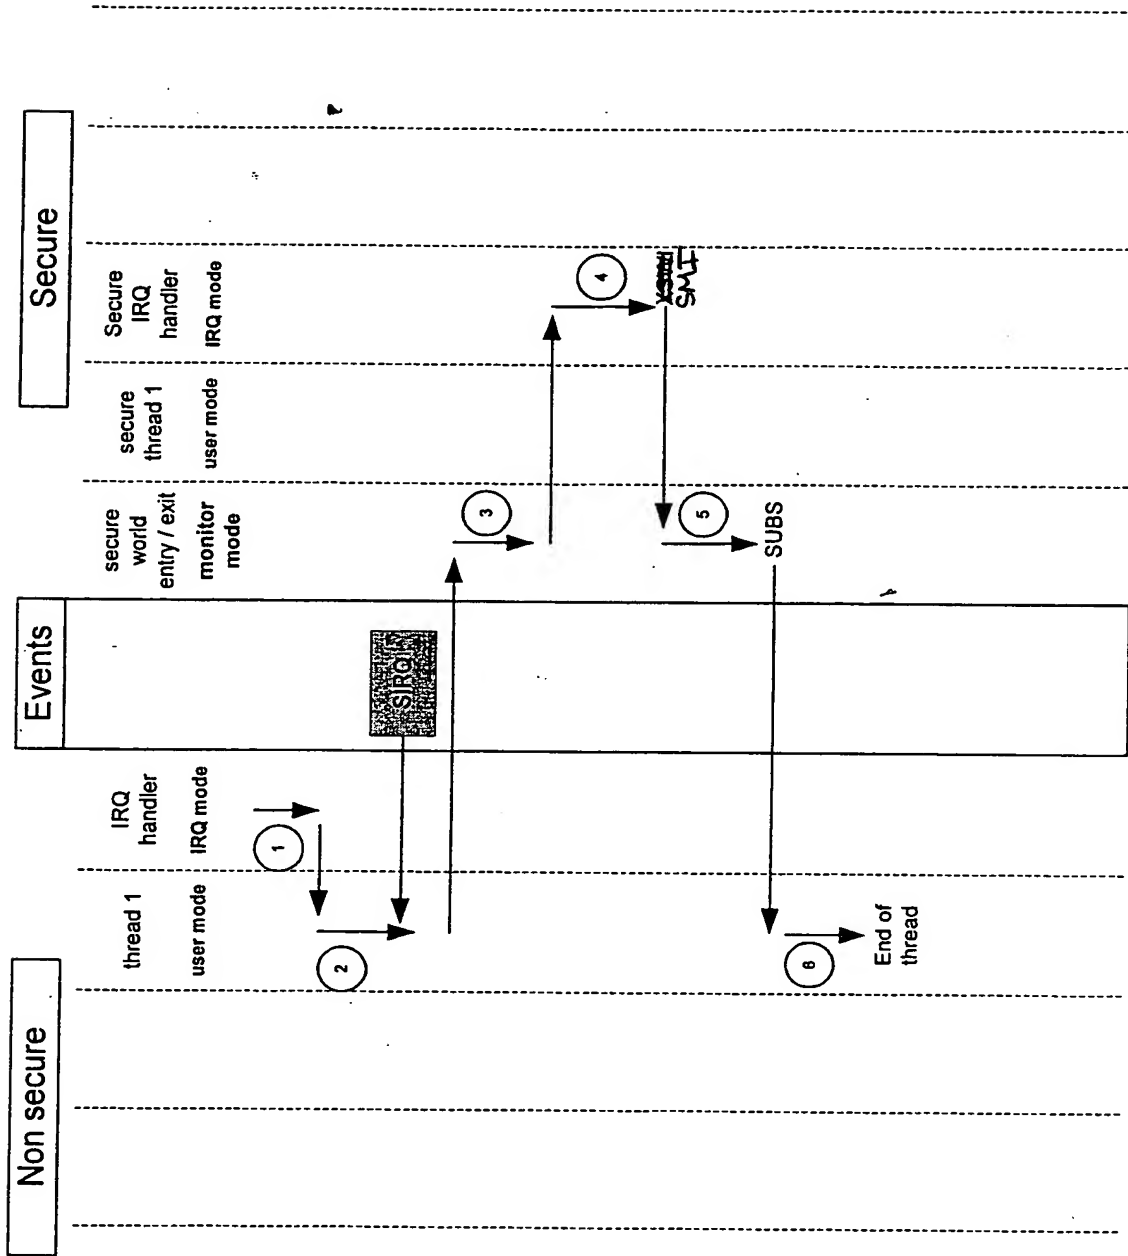 Non secure
Events
Secure
thread 1
user mode
IRQ
handler
IRQ mode
secure
world
entry / exit
monitor
mode
secure
thread 1
user mode
Secure
IRQ
handler
IRQ mode
1
2
SIRQ
3
4
SMI
5
SUBS
6
End of
thread